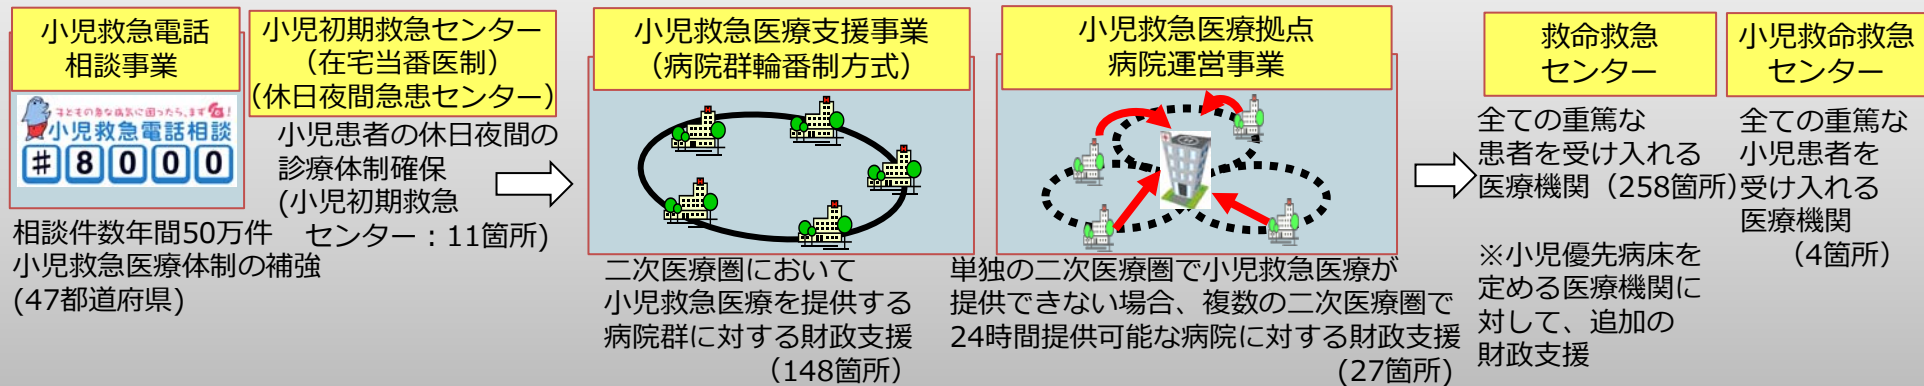 小児救急電話
相談事業
子どもの急な病気に困ったら、まず
小児救急電話相談
#8000
相談件数年間50万件
小児救急医療体制の補強
(47都道府県)
小児初期救急センター
（在宅当番医制）
（休日夜間急患センター）
小児患者の休日夜間の
診療体制確保
(小児初期救急
センター：11箇所)
小児救急医療支援事業
（病院群輪番制方式）
二次医療圏において
小児救急医療を提供する
病院群に対する財政支援
（148箇所）
小児救急医療拠点
病院運営事業
単独の二次医療圏で小児救急医療が
提供できない場合、複数の二次医療圏で
24時間提供可能な病院に対する財政支援
(27箇所)
救命救急
センター
全ての重篤な
患者を受け入れる
医療機関（258箇所）
※小児優先病床を
定める医療機関に
対して、追加の
財政支援
小児救命救急
センター
全ての重篤な
小児患者を
受け入れる
医療機関
（4箇所）